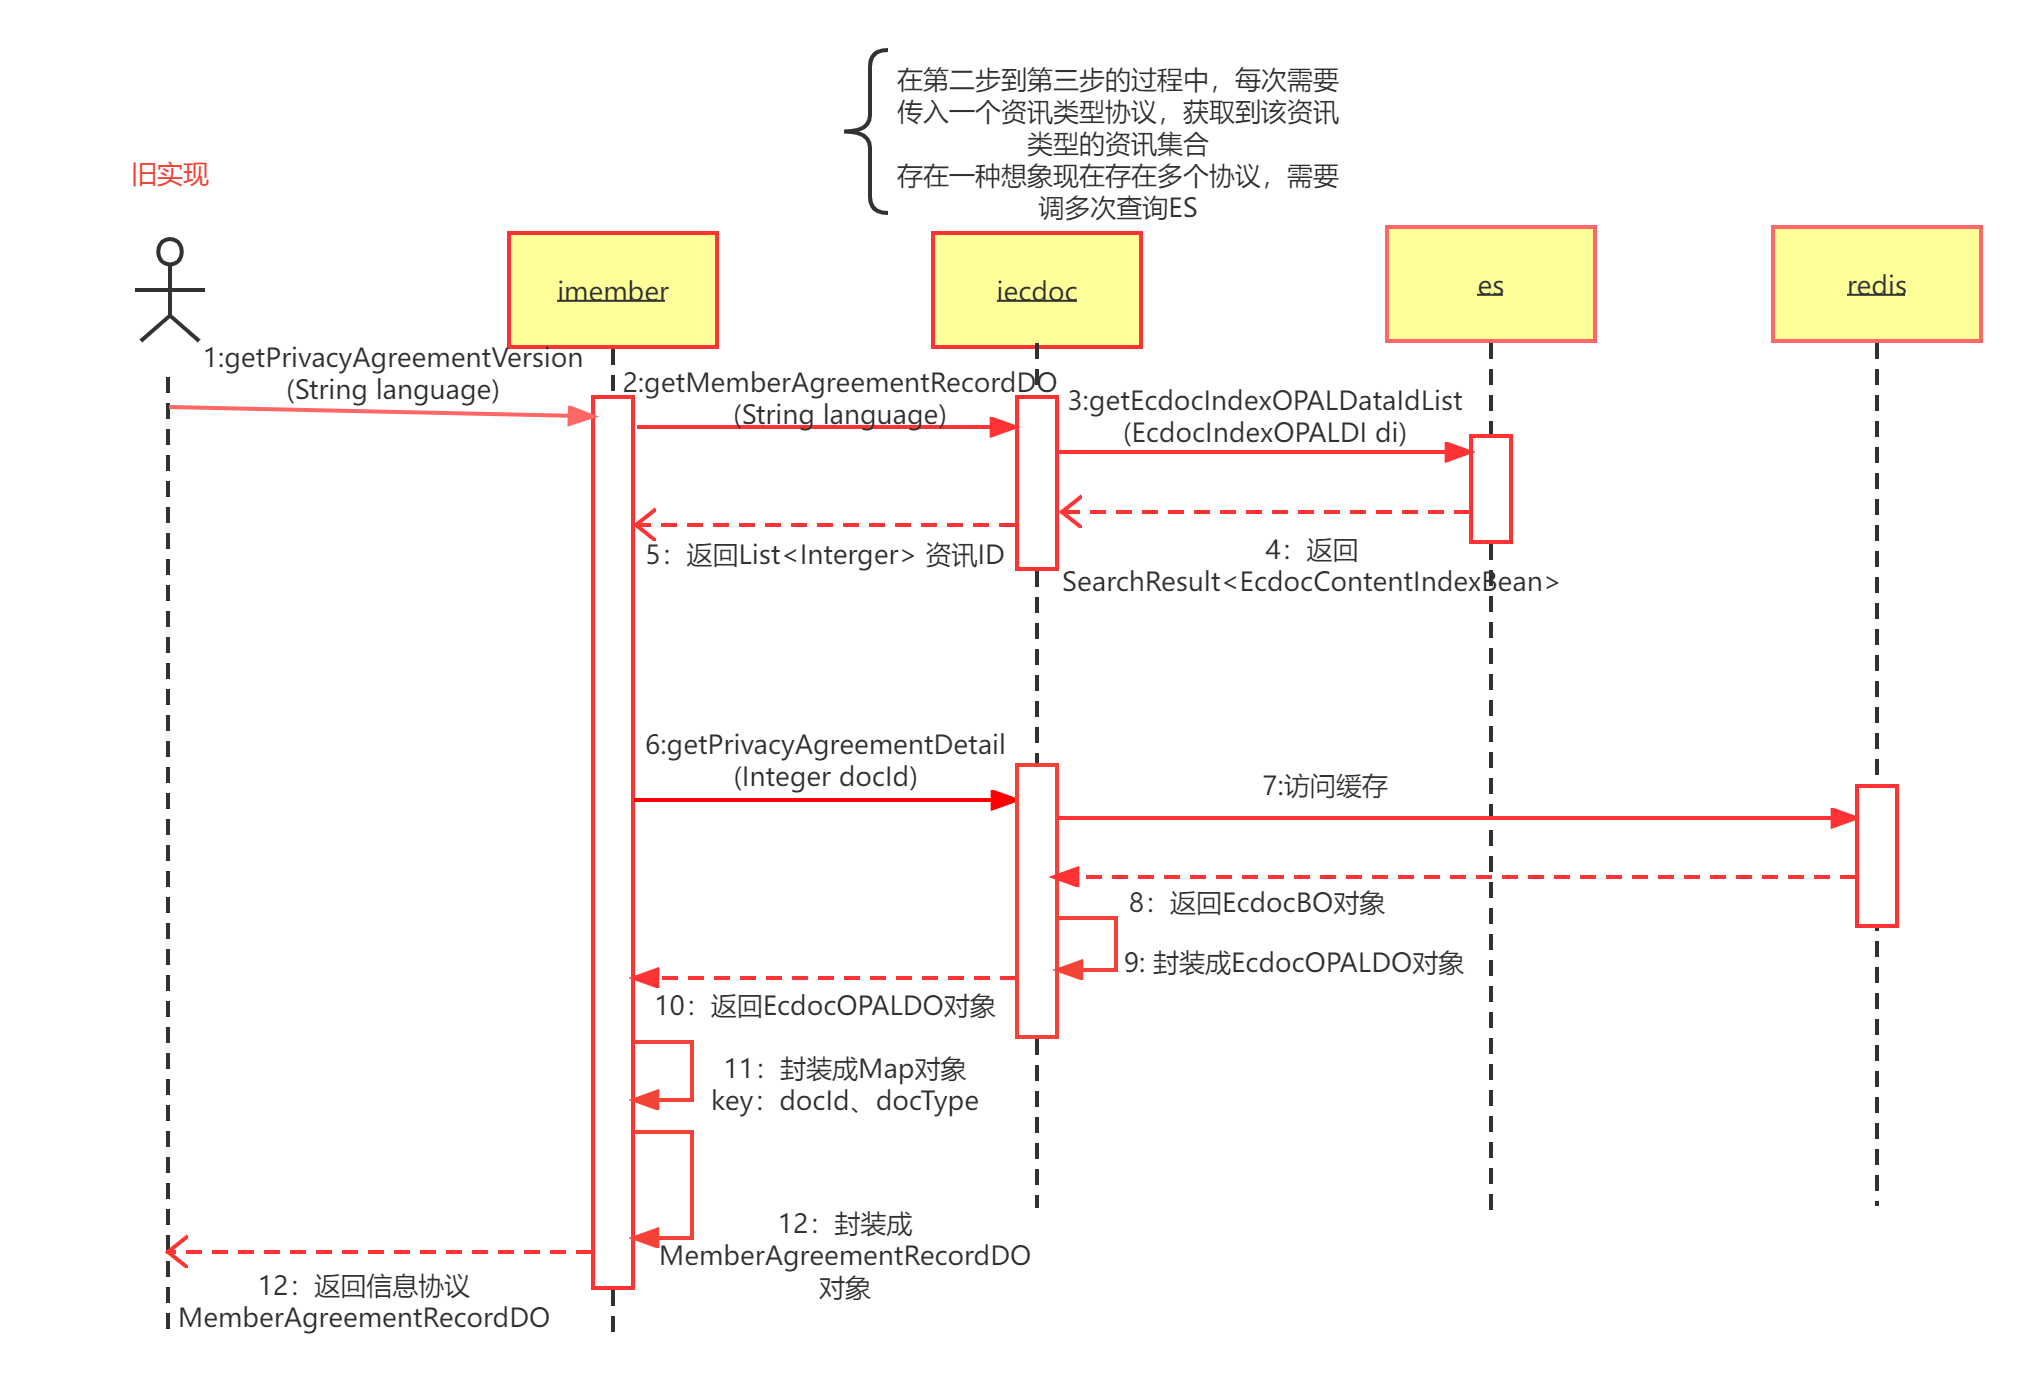 在第二步到第三步的过程中，每次需要
传入一个资讯类型协议，获取到该资讯
类型的资讯集合
存在一种想象现在存在多个协议，需要
调多次查询ES
旧实现
imember
iecdoc
es
redis
1:getPrivacyAgreementVersion
(String language)
2:getMemberAgreementRecordDO
(String language)
3:getEcdocIndexOPALDataIdList
(EcdocIndexOPALDI di)
4：返回
SearchResult<EcdocContentIndexBean>
5：返回List<Interger> 资讯ID
6:getPrivacyAgreementDetail
(Integer docId)
7:访问缓存
8：返回EcdocBO对象
9: 封装成EcdocOPALDO对象
10：返回EcdocOPALDO对象
11：封装成Map对象
key：docId、docType
12：封装成
MemberAgreementRecordDO
对象
12：返回信息协议
MemberAgreementRecordDO